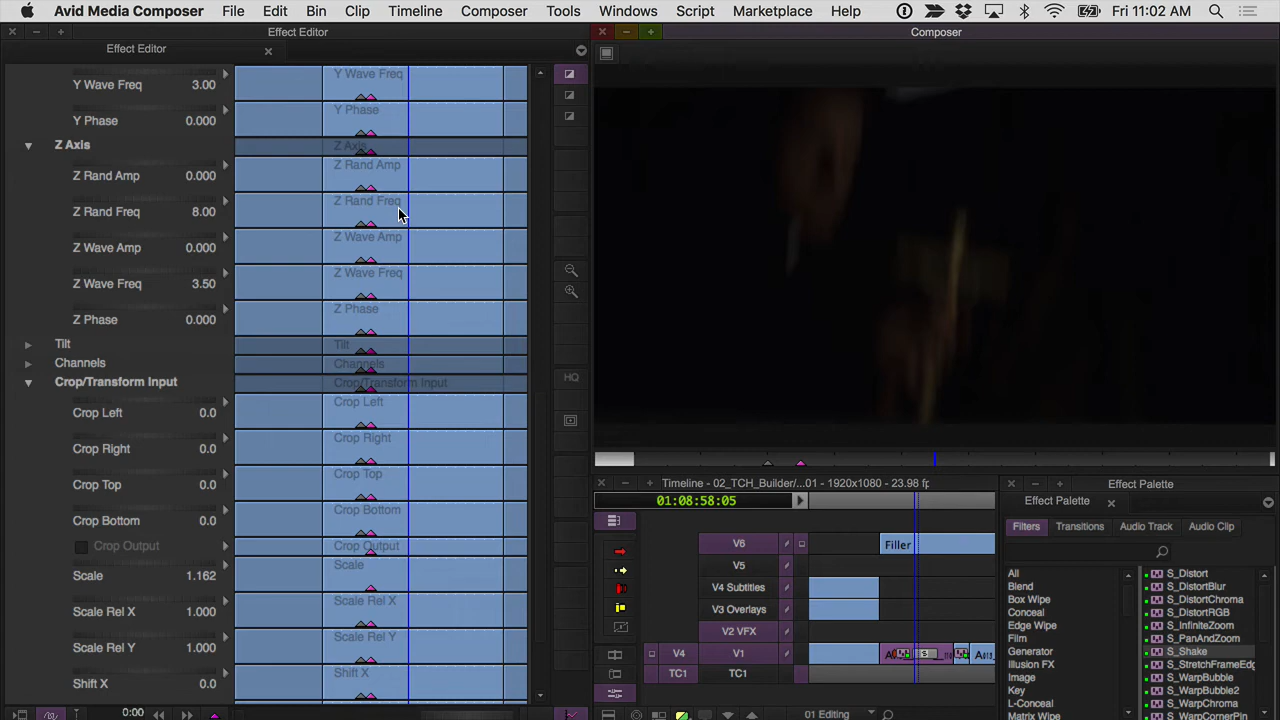 Avid Media Composer File Edit Bin Clip Timeline Composer Tools Windows Script Marketplace Help Fri 11:02 AM
Effect Editor
Composer
Effect Editor
Y Wave Freq 3.00 Y Wave Freq
Y Phase 0.000 Y Phase
Z Axis Z Axis
Z Rand Amp 0.000 Z Rand Amp
Z Rand Freq 8.00 Z Rand Freq
Z Wave Amp 0.000 Z Wave Amp
Z Wave Freq 3.50 Z Wave Freq
Z Phase 0.000 Z Phase
Tilt Tilt
Channels Channels
Crop/Transform Input Crop/Transform Input
Crop Left 0.0 Crop Left
Crop Right 0.0 Crop Right
Crop Top 0.0 Crop Top
Crop Bottom 0.0 Crop Bottom
Crop Output Crop Output
Scale 1.162 Scale
Scale Rel X 1.000 Scale Rel X
Scale Rel Y 1.000 Scale Rel Y
Shift X 0.0 Shift X
0:00
HQ
Timeline - 02_TCH_Builder/...01 - 1920x1080 - 23.98 f
01:08:58:05
V6 Filler
V5
V4 Subtitles
V3 Overlays
V2 VFX
V4 V1 S
TC1 TC1
01 Editing
Effect Palette
Effect Palette
Filters Transitions Audio Track Audio Clip
All
Blend
Box Wipe
Conceal
Edge Wipe
Film
Generator
Illusion FX
Image
Key
L-Conceal
Matrix Wipe
S_Distort
S_DistortBlur
S_DistortChroma
S_DistortRGB
S_InfiniteZoom
S_PanAndZoom
S_Shake
S_StretchFrameEdg
S_WarpBubble
S_WarpBubble2
S_WarpChroma
S_WarpCornerPin